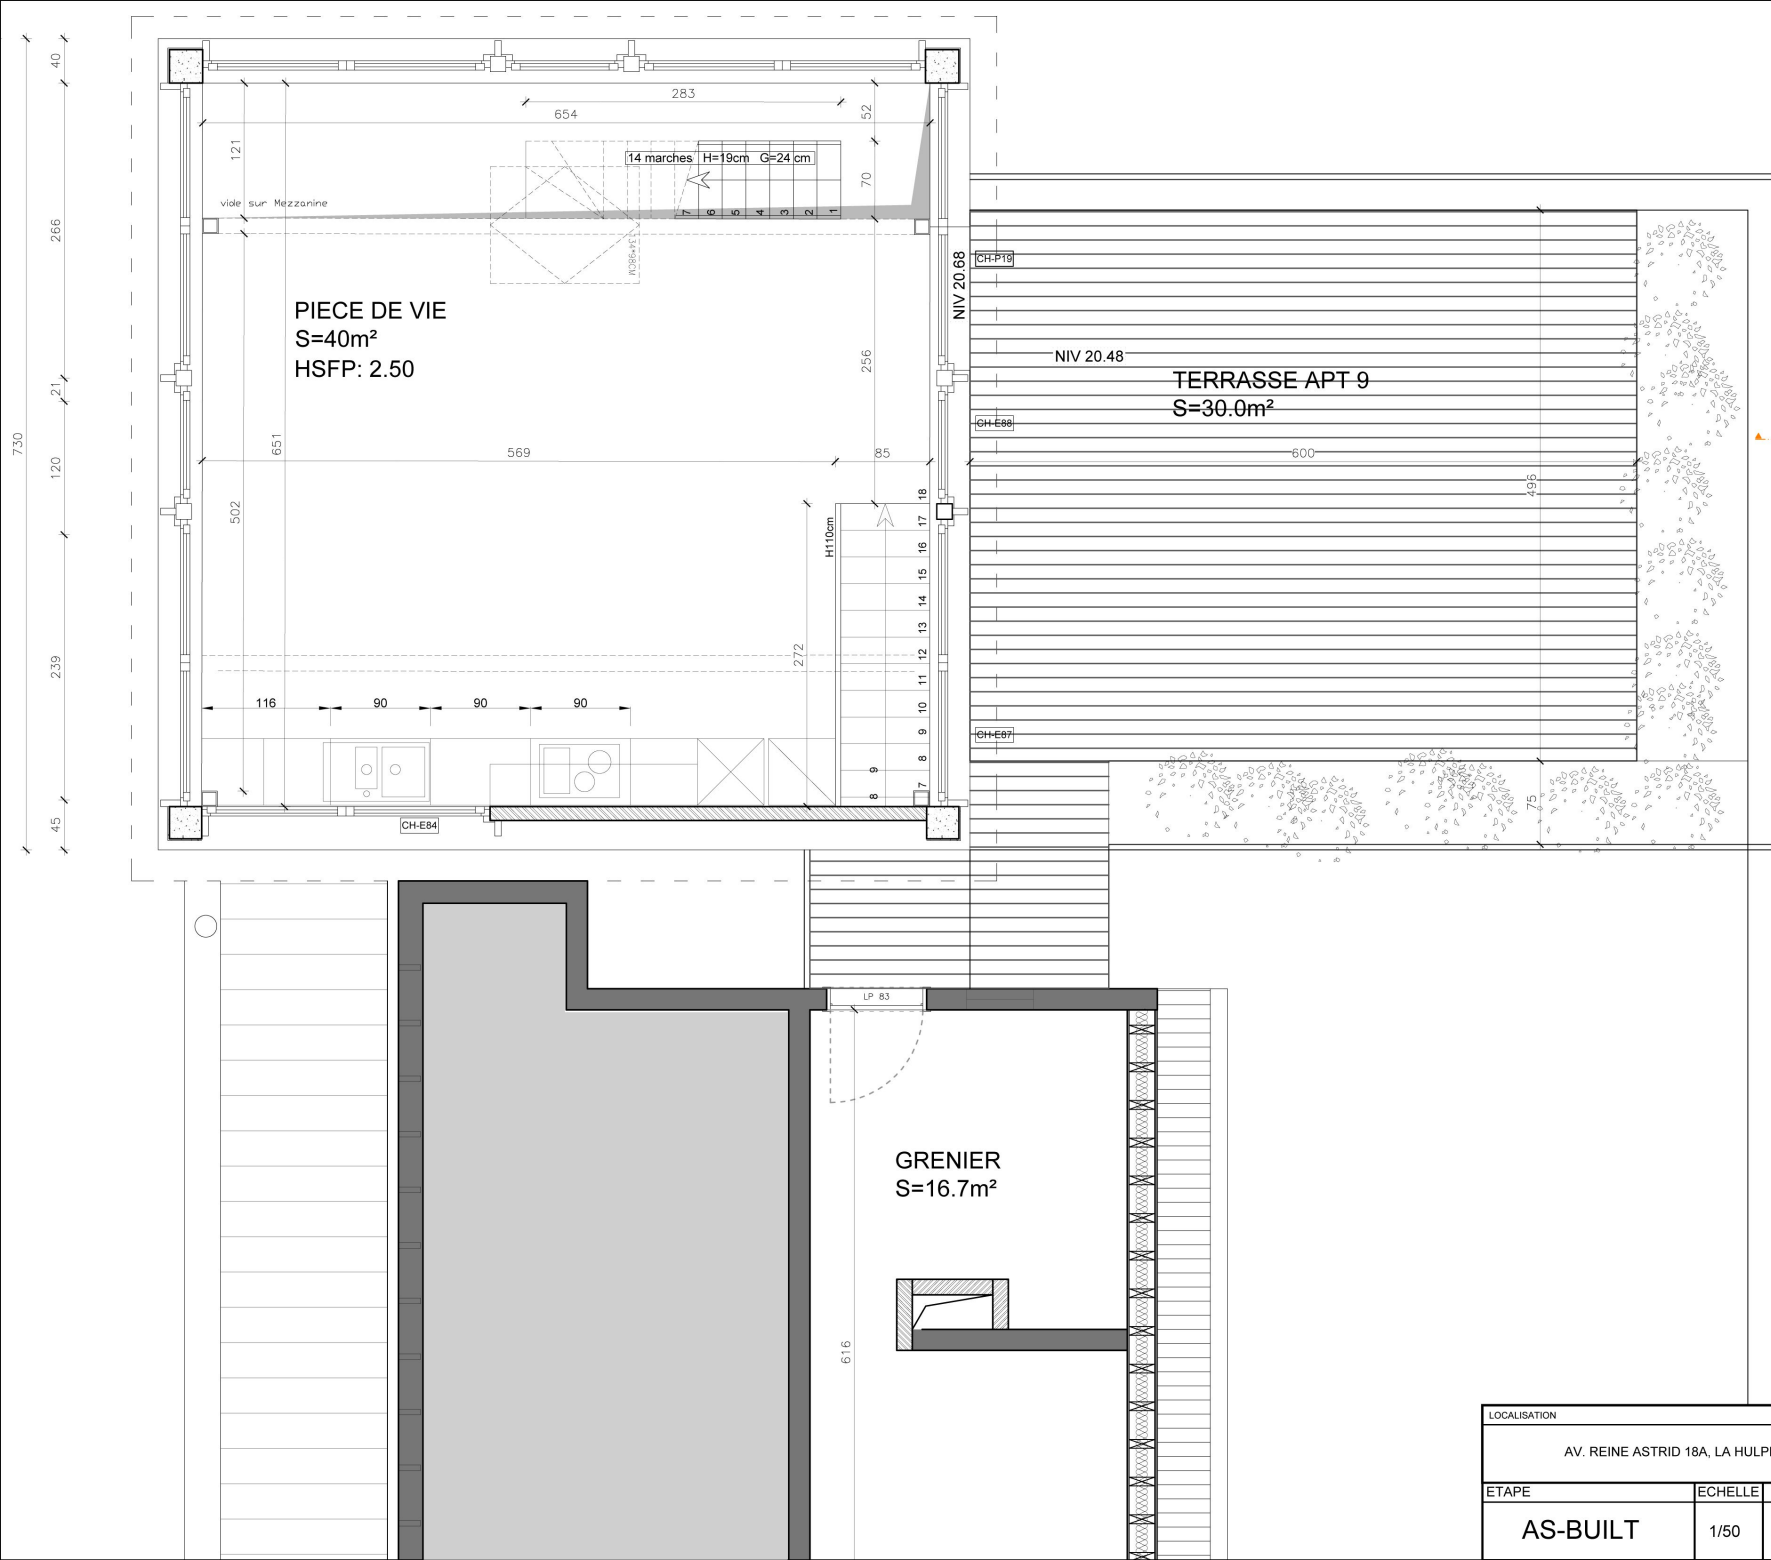 40
283
654
52
121
14 marches H=19cm G=24 cm
70
vide sur Mezzanine
7 6 5 4 3 2 1
266
34*98CM
NIV 20.68
CH-P19
PIECE DE VIE
S=40m²
HSFP: 2.50
NIV 20.48
256
TERRASSE APT 9
S=30.0m²
21
CH-E88
730
651
569
85
600
120
496
502
H110cm
18
17
16
15
14
13
12
11
10
9
8
7
9
8
272
239
116
90
90
90
CH-E87
CH-E84
45
75
LP 83
GRENIER
S=16.7m²
616
LOCALISATION
AV. REINE ASTRID 18A, LA HULP
ETAPE
ECHELLE
AS-BUILT
1/50